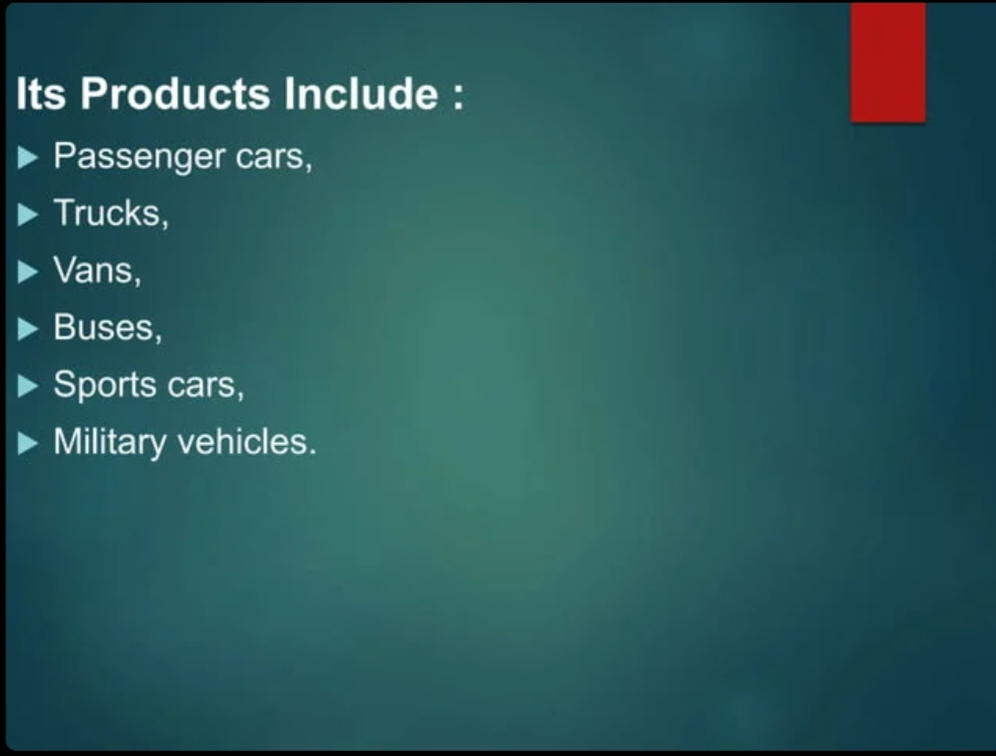 Its Products Include :
Passenger cars,
Trucks,
Vans,
Buses,
Sports cars,
Military vehicles.